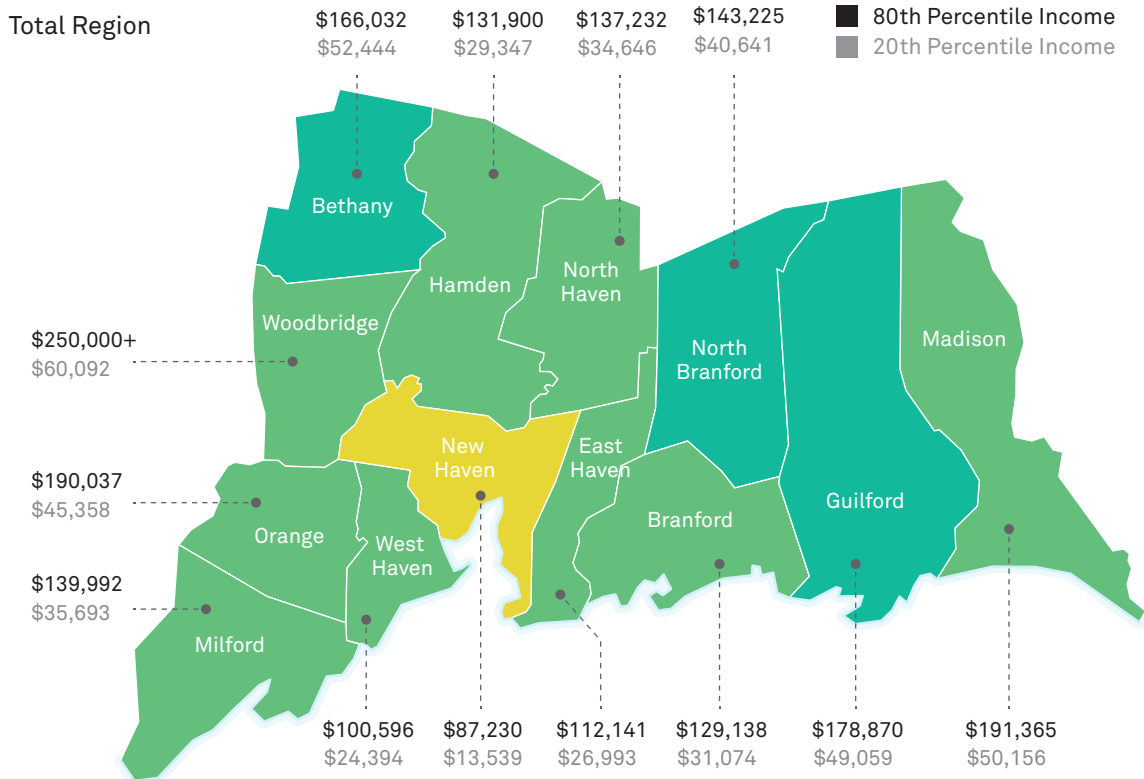 Total Region
$166,032
$52,444
$131,900
$29,347
$137,232
$34,646
$143,225
$40,641
80th Percentile Income
20th Percentile Income
Bethany
Hamden
North
Haven
Woodbridge
North
Branford
Madison
$250,000+
$60,092
New
Haven
East
Haven
$190,037
$45,358
Orange
West
Haven
Branford
Guilford
$139,992
$35,693
Milford
$100,596
$24,394
$87,230
$13,539
$112,141
$26,993
$129,138
$31,074
$178,870
$49,059
$191,365
$50,156